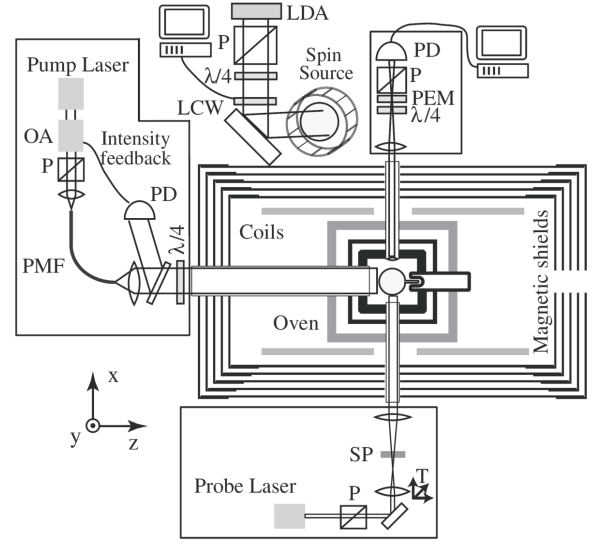 LDA
P
λ/4
LCW
Spin
Source
PD
P
PEM
λ/4
Pump Laser
OA
Intensity
feedback
P
PD
λ/4
PMF
Coils
Oven
Magnetic shields
x
y
z
SP
T
Probe Laser
P